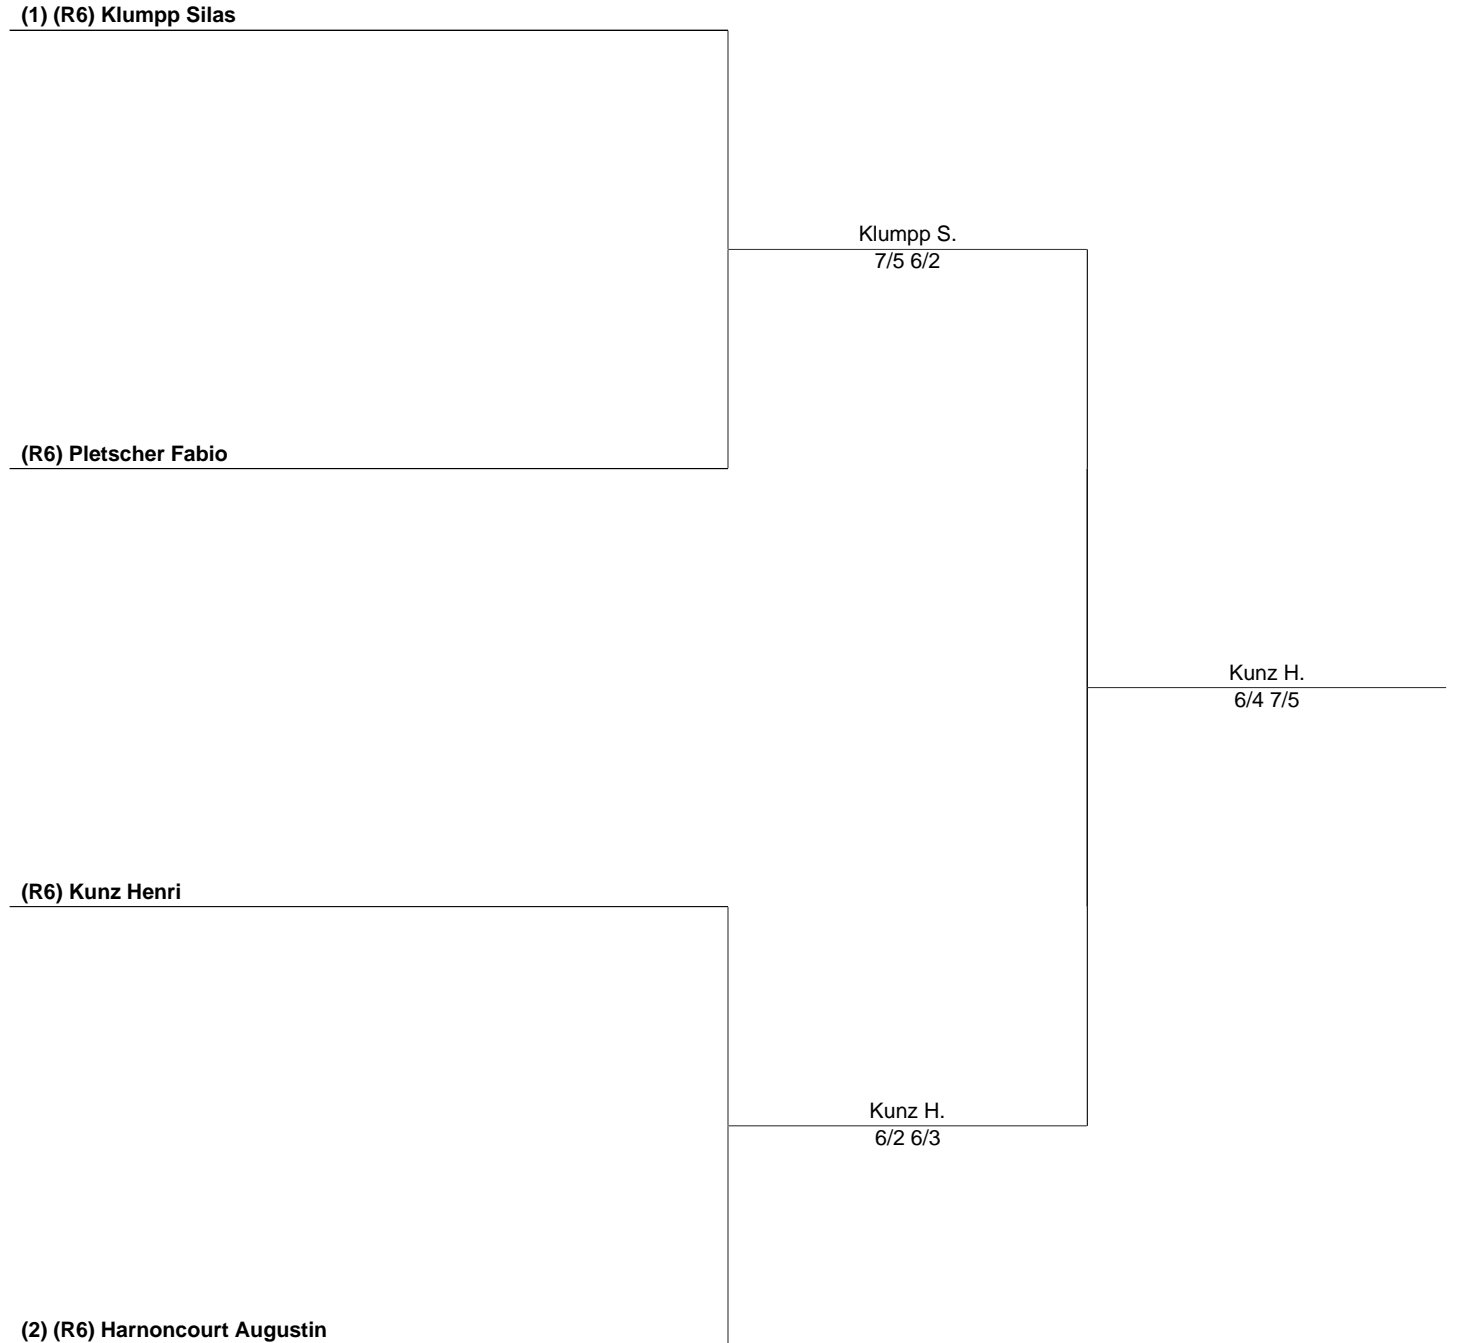 (1) (R6) Klumpp Silas
Klumpp S.
7/5 6/2
(R6) Pletscher Fabio
Kunz H.
6/4 7/5
(R6) Kunz Henri
Kunz H.
6/2 6/3
(2) (R6) Harnoncourt Augustin